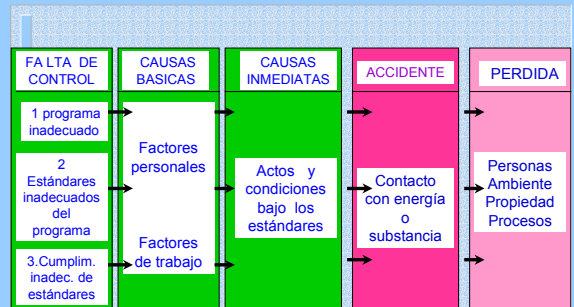 FA LTA DE
CONTROL
1 programa
inadecuado
2
Estándares
inadecuados
del
programa
3.Cumplim.
inadec. de
estándares
CAUSAS
BASICAS
Factores
personales
Factores
de trabajo
CAUSAS
INMEDIATAS
Actos y
condiciones
bajo los
estándares
ACCIDENTE
Contacto
con energía
o
substancia
PERDIDA
Personas
Ambiente
Propiedad
Procesos